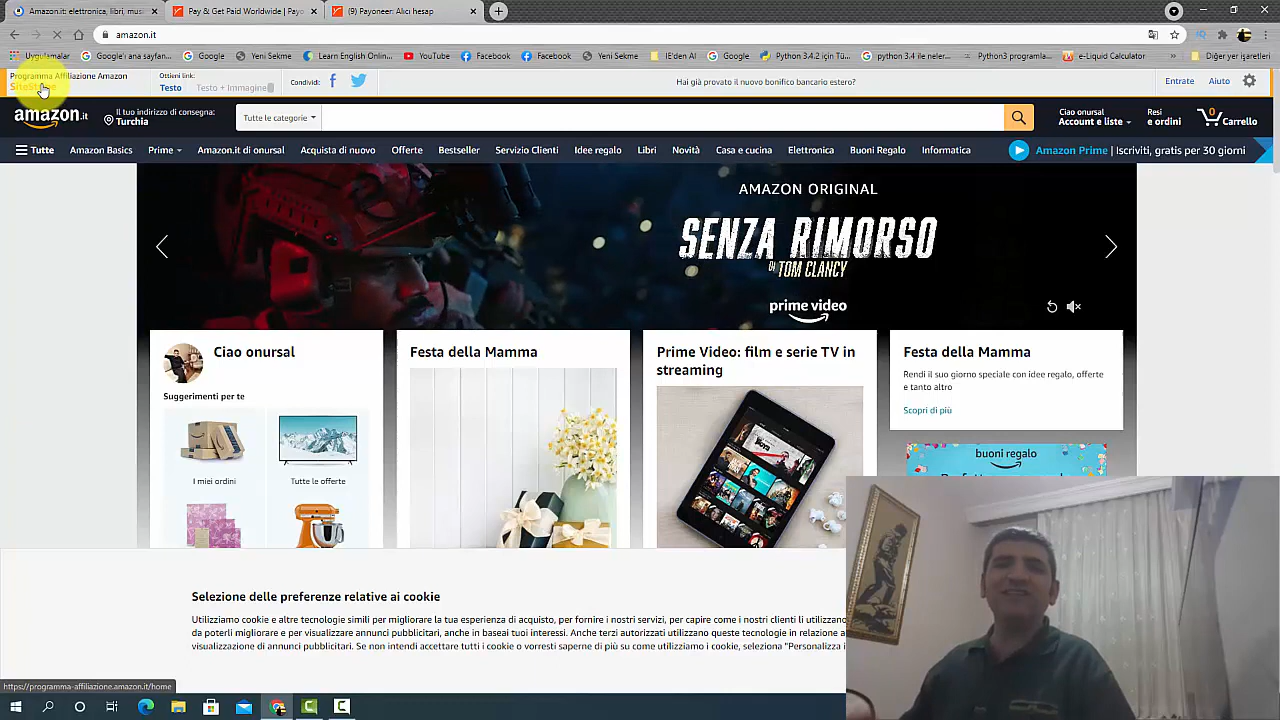 Amazon.it: elettronica, libri, musi
Pay & Get Paid Worldwide | Payo
(9) Payoneer: Alıcı hesap
amazon.it
Uygulamalar
Google'ı ana sayfan
Google
Yeni Sekme
Learn English Onlin
YouTube
Facebook
Facebook
Yeni Sekme
IE'den Al
Google
Python 3.4.2 için Tü
python 3.4 ile neler
Python3 programla
e-Liquid Calculator
Diğer yer işaretleri
Programma Affiliazione Amazon
SiteStripe
Ottieni link:
Testo
Testo + Immagine
Condividi:
Hai già provato il nuovo bonifico bancario estero?
Entrate
Aiuto
amazon.it
Il tuo indirizzo di consegna:
Turchia
Tutte le categorie
Ciao onursal
Account e liste
Resi
e ordini
0
Carrello
Tutte
Amazon Basics
Prime
Amazon.it di onursal
Acquista di nuovo
Offerte
Bestseller
Servizio Clienti
Idee regalo
Libri
Novità
Casa e cucina
Elettronica
Buoni Regalo
Informatica
Amazon Prime | Iscriviti, gratis per 30 giorni
AMAZON ORIGINAL
SENZA RIMORSO
DI TOM CLANCY
prime video
Ciao onursal
Suggerimenti per te
I miei ordini
Tutte le offerte
Festa della Mamma
Prime Video: film e serie TV in
streaming
Festa della Mamma
Rendi il suo giorno speciale con idee regalo, offerte
e tanto altro
Scopri di più
buoni regalo
Selezione delle preferenze relative ai cookie
Utilizziamo cookie e altre tecnologie simili per migliorare la tua esperienza di acquisto, per fornire i nostri servizi, per capire come i nostri clienti li utilizzano
da poterli migliorare e per visualizzare annunci pubblicitari, anche in baseai tuoi interessi. Anche terzi autorizzati utilizzano queste tecnologie in relazione a
visualizzazione di annunci pubblicitari. Se non intendi accettare tutti i cookie o vorresti saperne di più su come utilizziamo i cookie, seleziona "Personalizza i
https://programma-affiliazione.amazon.it/home